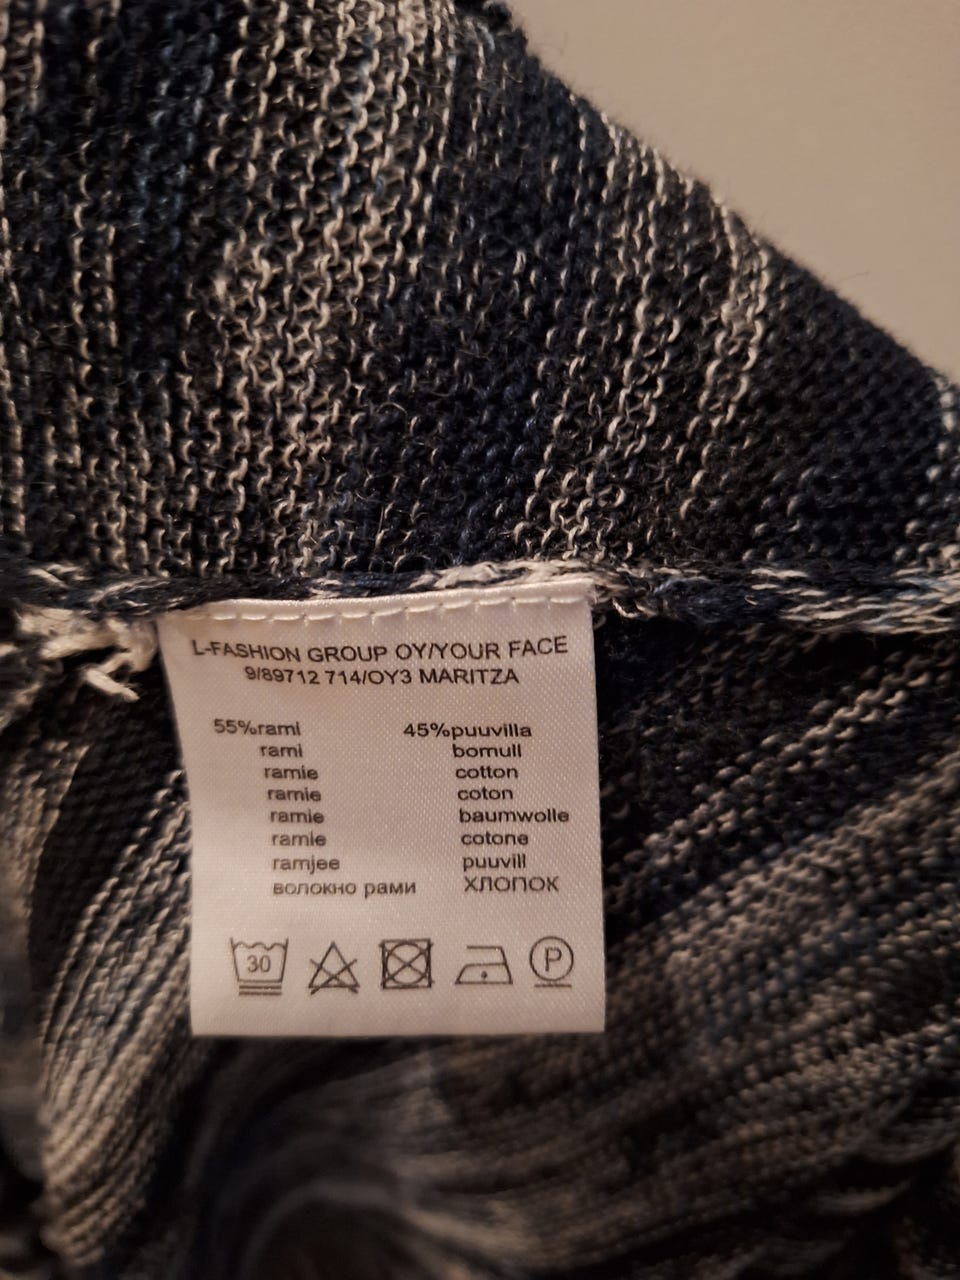 L-FASHION GROUP OY/YOUR FACE
9/89712 714/OY3 MARITZA
55%rami 45%puuvilla
rami bomull
ramie cotton
ramie coton
ramie baumwolle
ramie cotone
ramjee puuvill
волокно рами ХЛОПОК
30 P